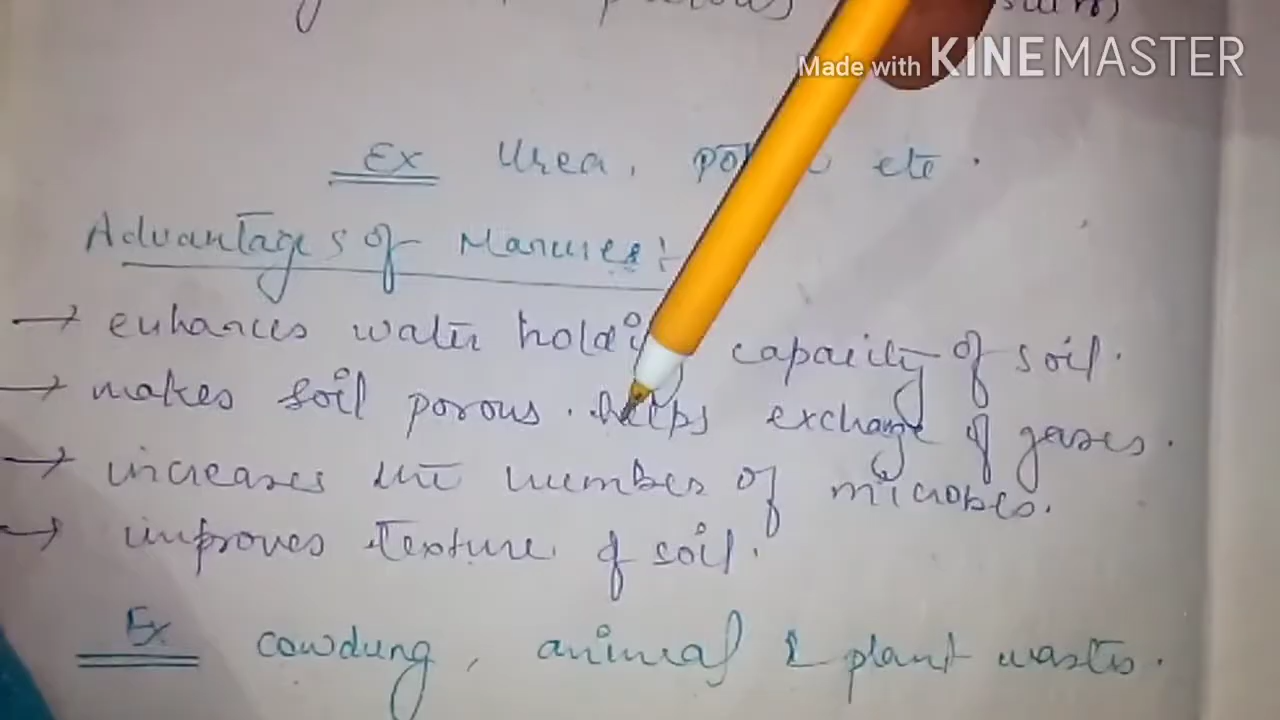 porous
Made with KINEMASTER
Ex Urea, etc.
Advantages of Manures:
→ enhances water holding capacity of soil.
→ makes soil porous. helps exchange of gases.
→ increases the number of microbes.
→ improves texture of soil.
Ex cowdung, animal & plant wastes.